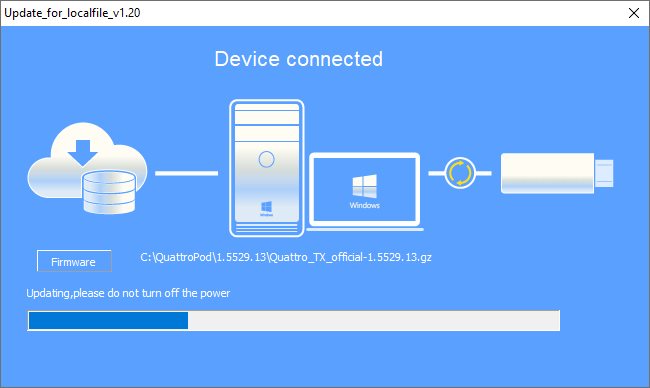 Update_for_localfile_v1.20
Device connected
Windows
Windows
Firmware
C:\QuattroPod\1.5529.13\Quattro_TX_official-1.5529.13.gz
Updating,please do not turn off the power